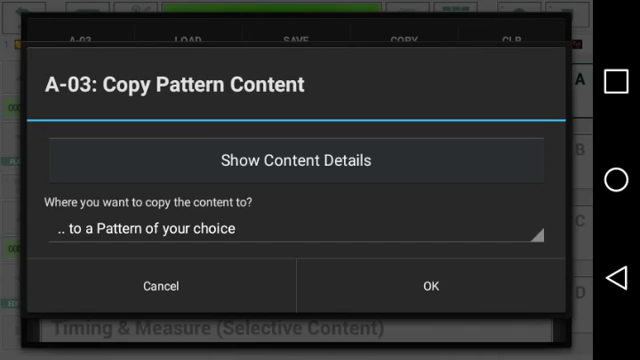 A-03 LOAD SAVE COPY CLR
A-03: Copy Pattern Content
A
Show Content Details
B
Where you want to copy the content to?
.. to a Pattern of your choice
C
Cancel OK
D
Timing & Measure (Selective Content)